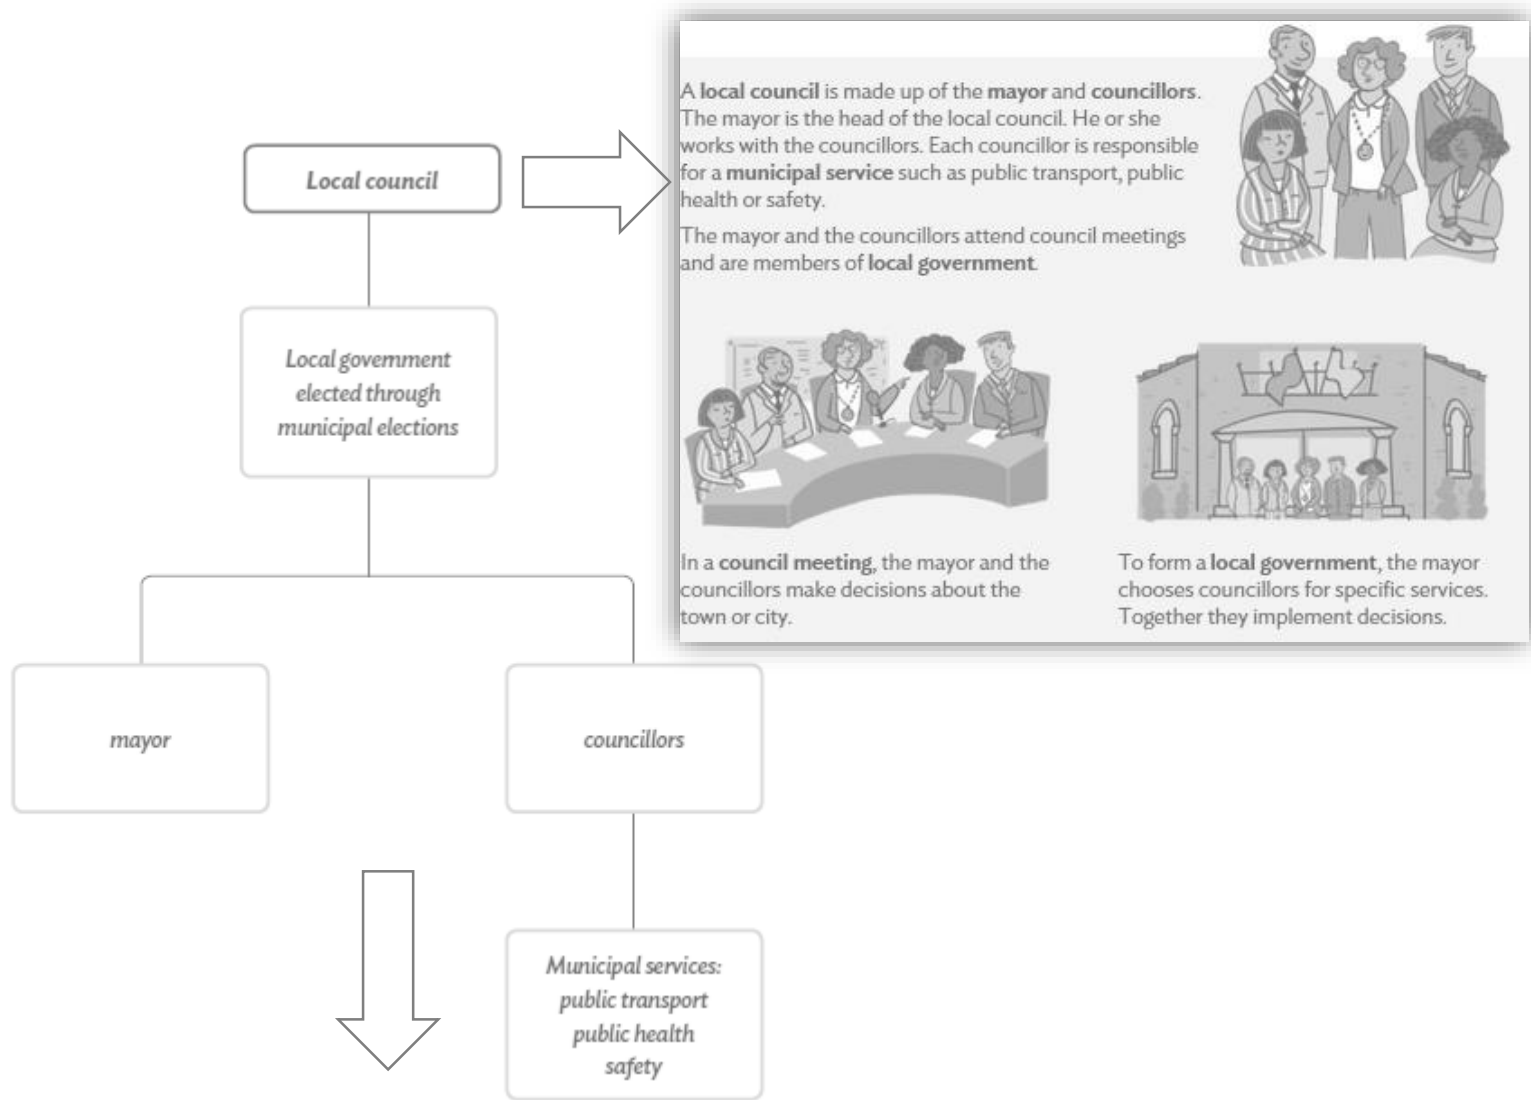 Local council
Local government
elected through
municipal elections
mayor
councillors
Municipal services:
public transport
public health
safety
A local council is made up of the mayor and councillors.
The mayor is the head of the local council. He or she
works with the councillors. Each councillor is responsible
for a municipal service such as public transport, public
health or safety.
The mayor and the councillors attend council meetings
and are members of local government.
In a council meeting, the mayor and the
councillors make decisions about the
town or city.
To form a local government, the mayor
chooses councillors for specific services.
Together they implement decisions.